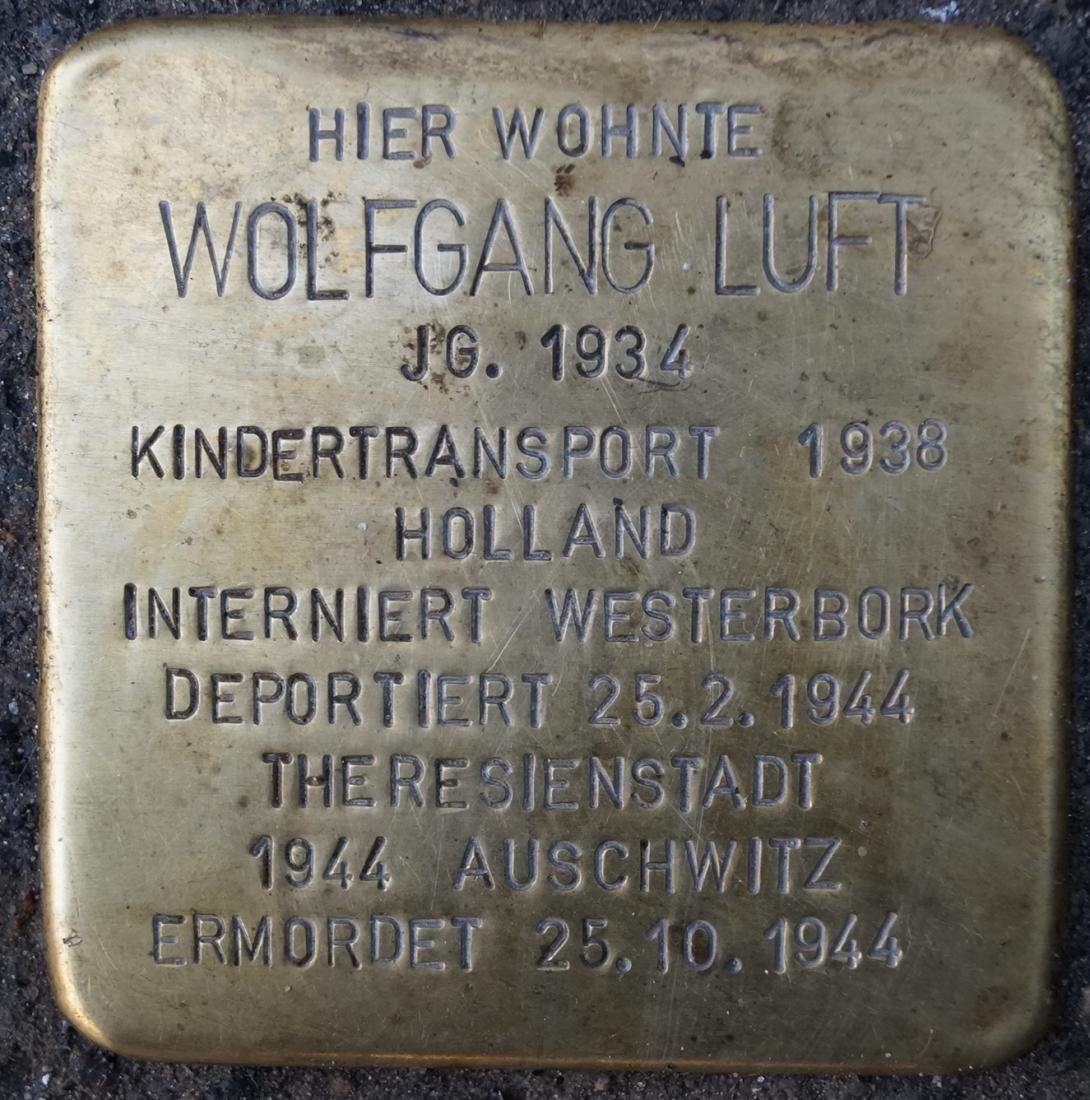 HIER WOHNTE
WOLFGANG LUFT
JG. 1934
KINDERTRANSPORT 1938
HOLLAND
INTERNIERT WESTERBORK
DEPORTIERT 25.2.1944
THERESIENSTADT
1944 AUSCHWITZ
ERMORDET 25.10.1944